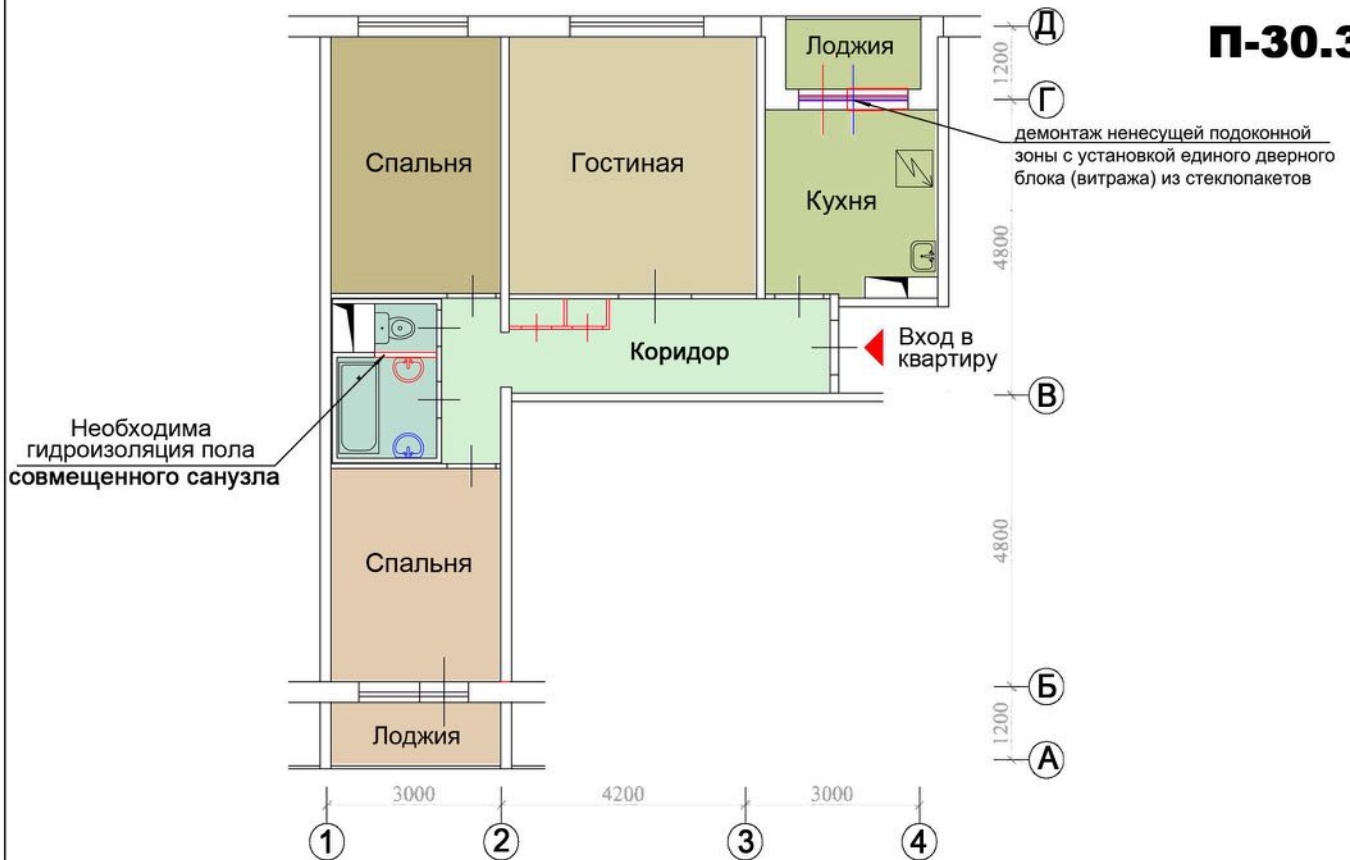 П-30.3
Лоджия
Д
1200
Г
демонтаж ненесущей подоконной
зоны с установкой единого дверного
блока (витража) из стеклопакетов
Спальня
Гостиная
Кухня
4800
Коридор
Вход в
квартиру
В
Необходима
гидроизоляция пола
совмещенного санузла
4800
Спальня
Б
1200
Лоджия
А
3000
4200
3000
1
2
3
4